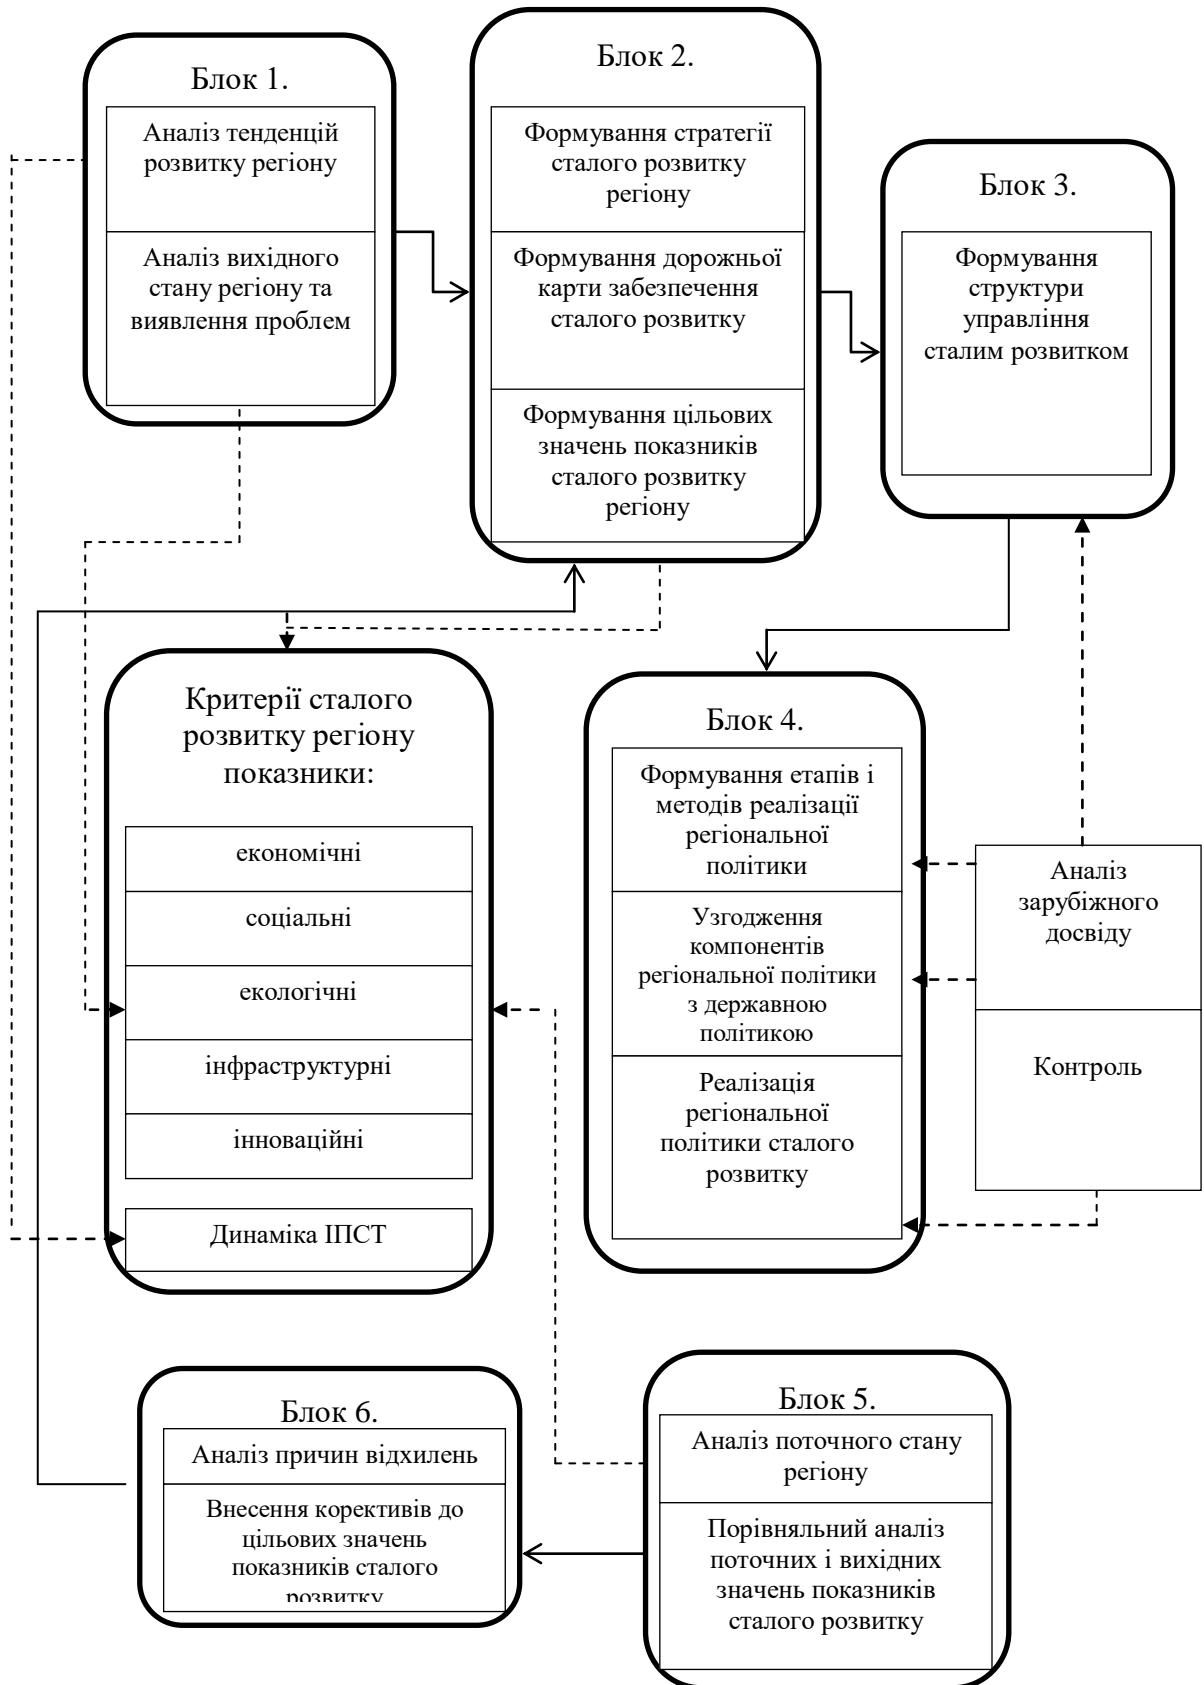 Блок 1.
Аналіз тенденцій
розвитку регіону
Аналіз вихідного
стану регіону та
виявлення проблем
Блок 2.
Формування стратегії
сталого розвитку
регіону
Формування дорожньої
карти забезпечення
сталого розвитку
Формування цільових
значень показників
сталого розвитку
регіону
Блок 3.
Формування
структури
управління
сталим розвитком
Критерії сталого
розвитку регіону
показники:
економічні
соціальні
екологічні
інфраструктурні
інноваційні
Динаміка ІПСТ
Блок 4.
Формування етапів і
методів реалізації
регіональної
політики
Узгодження
компонентів
регіональної політики
з державною
політикою
Реалізація
регіональної
політики сталого
розвитку
Аналіз
зарубіжного
досвіду
Контроль
Блок 6.
Аналіз причин відхилень
Внесення корективів до
цільових значень
показників сталого
розвитку
Блок 5.
Аналіз поточного стану
регіону
Порівняльний аналіз
поточних і вихідних
значень показників
сталого розвитку